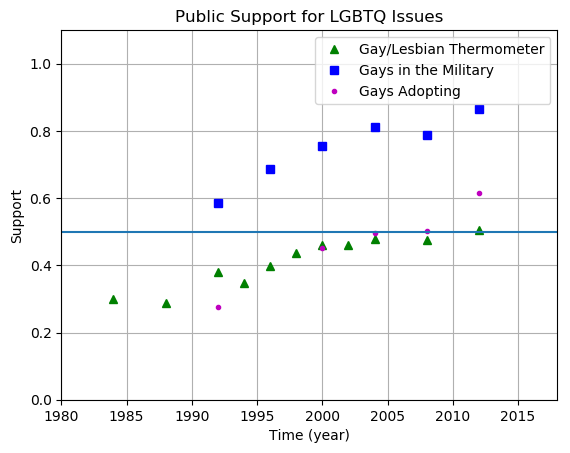 Public Support for LGBTQ Issues
Gay/Lesbian Thermometer
Gays in the Military
Gays Adopting
1.0
0.8
0.6
0.4
0.2
0.0
Support
1980 1985 1990 1995 2000 2005 2010 2015
Time (year)